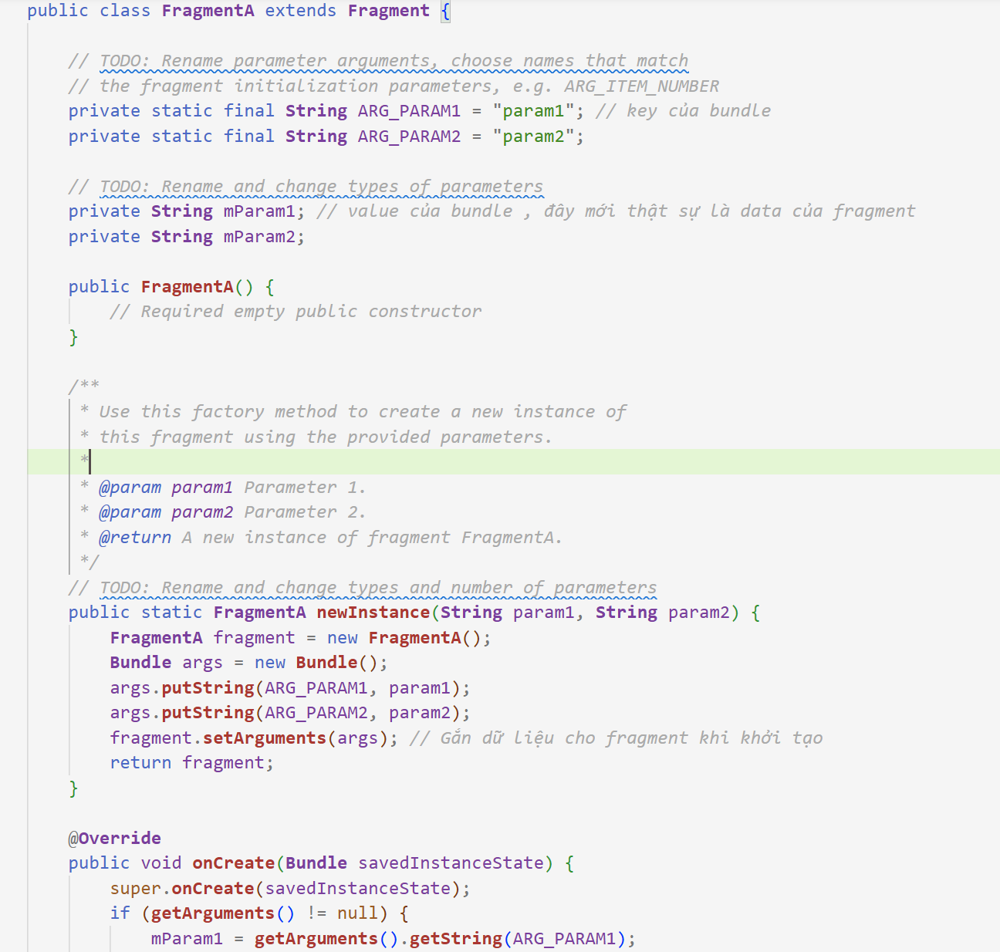 public class FragmentA extends Fragment {
// TODO: Rename parameter arguments, choose names that match
// the fragment initialization parameters, e.g. ARG_ITEM_NUMBER
private static final String ARG_PARAM1 = "param1"; // key của bundle
private static final String ARG_PARAM2 = "param2";
// TODO: Rename and change types of parameters
private String mParam1; // value của bundle , đây mới thật sự là data của fragment
private String mParam2;
public FragmentA() {
// Required empty public constructor
}
/**
* Use this factory method to create a new instance of
* this fragment using the provided parameters.
*
* @param param1 Parameter 1.
* @param param2 Parameter 2.
* @return A new instance of fragment FragmentA.
*/
// TODO: Rename and change types and number of parameters
public static FragmentA newInstance(String param1, String param2) {
FragmentA fragment = new FragmentA();
Bundle args = new Bundle();
args.putString(ARG_PARAM1, param1);
args.putString(ARG_PARAM2, param2);
fragment.setArguments(args); // Gắn dữ liệu cho fragment khi khởi tạo
return fragment;
}
@Override
public void onCreate(Bundle savedInstanceState) {
super.onCreate(savedInstanceState);
if (getArguments() != null) {
mParam1 = getArguments().getString(ARG_PARAM1);